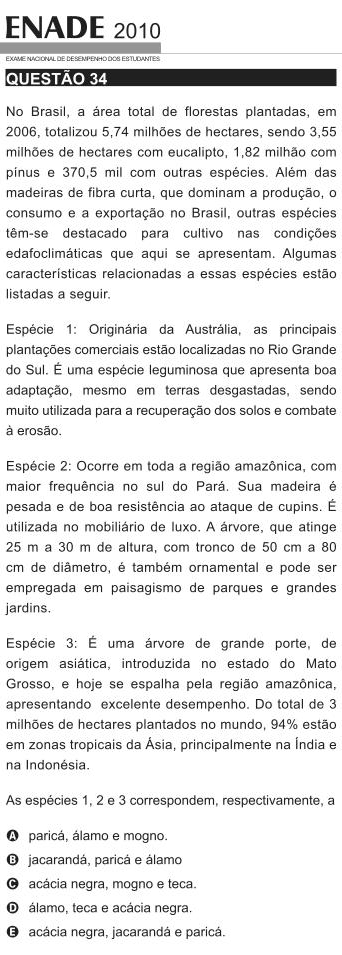 ENADE 2010
EXAME NACIONAL DE DESEMPENHO DOS ESTUDANTES
QUESTÃO 34
No Brasil, a área total de florestas plantadas, em
2006, totalizou 5,74 milhões de hectares, sendo 3,55
milhões de hectares com eucalipto, 1,82 milhão com
pinus e 370,5 mil com outras espécies. Além das
madeiras de fibra curta, que dominam a produção, o
consumo e a exportação no Brasil, outras espécies
têm-se destacado para cultivo nas condições
edafoclimáticas que aqui se apresentam. Algumas
características relacionadas a essas espécies estão
listadas a seguir.
Espécie 1: Originária da Austrália, as principais
plantações comerciais estão localizadas no Rio Grande
do Sul. É uma espécie leguminosa que apresenta boa
adaptação, mesmo em terras desgastadas, sendo
muito utilizada para a recuperação dos solos e combate
à erosão.
Espécie 2: Ocorre em toda a região amazônica, com
maior frequência no sul do Pará. Sua madeira é
pesada e de boa resistência ao ataque de cupins. É
utilizada no mobiliário de luxo. A árvore, que atinge
25 m a 30 m de altura, com tronco de 50 cm a 80
cm de diâmetro, é também ornamental e pode ser
empregada em paisagismo de parques e grandes
jardins.
Espécie 3: É uma árvore de grande porte, de
origem asiática, introduzida no estado do Mato
Grosso, e hoje se espalha pela região amazônica,
apresentando excelente desempenho. Do total de 3
milhões de hectares plantados no mundo, 94% estão
em zonas tropicais da Ásia, principalmente na Índia e
na Indonésia.
As espécies 1, 2 e 3 correspondem, respectivamente, a
A paricá, álamo e mogno.
B jacarandá, paricá e álamo
C acácia negra, mogno e teca.
D álamo, teca e acácia negra.
E acácia negra, jacarandá e paricá.